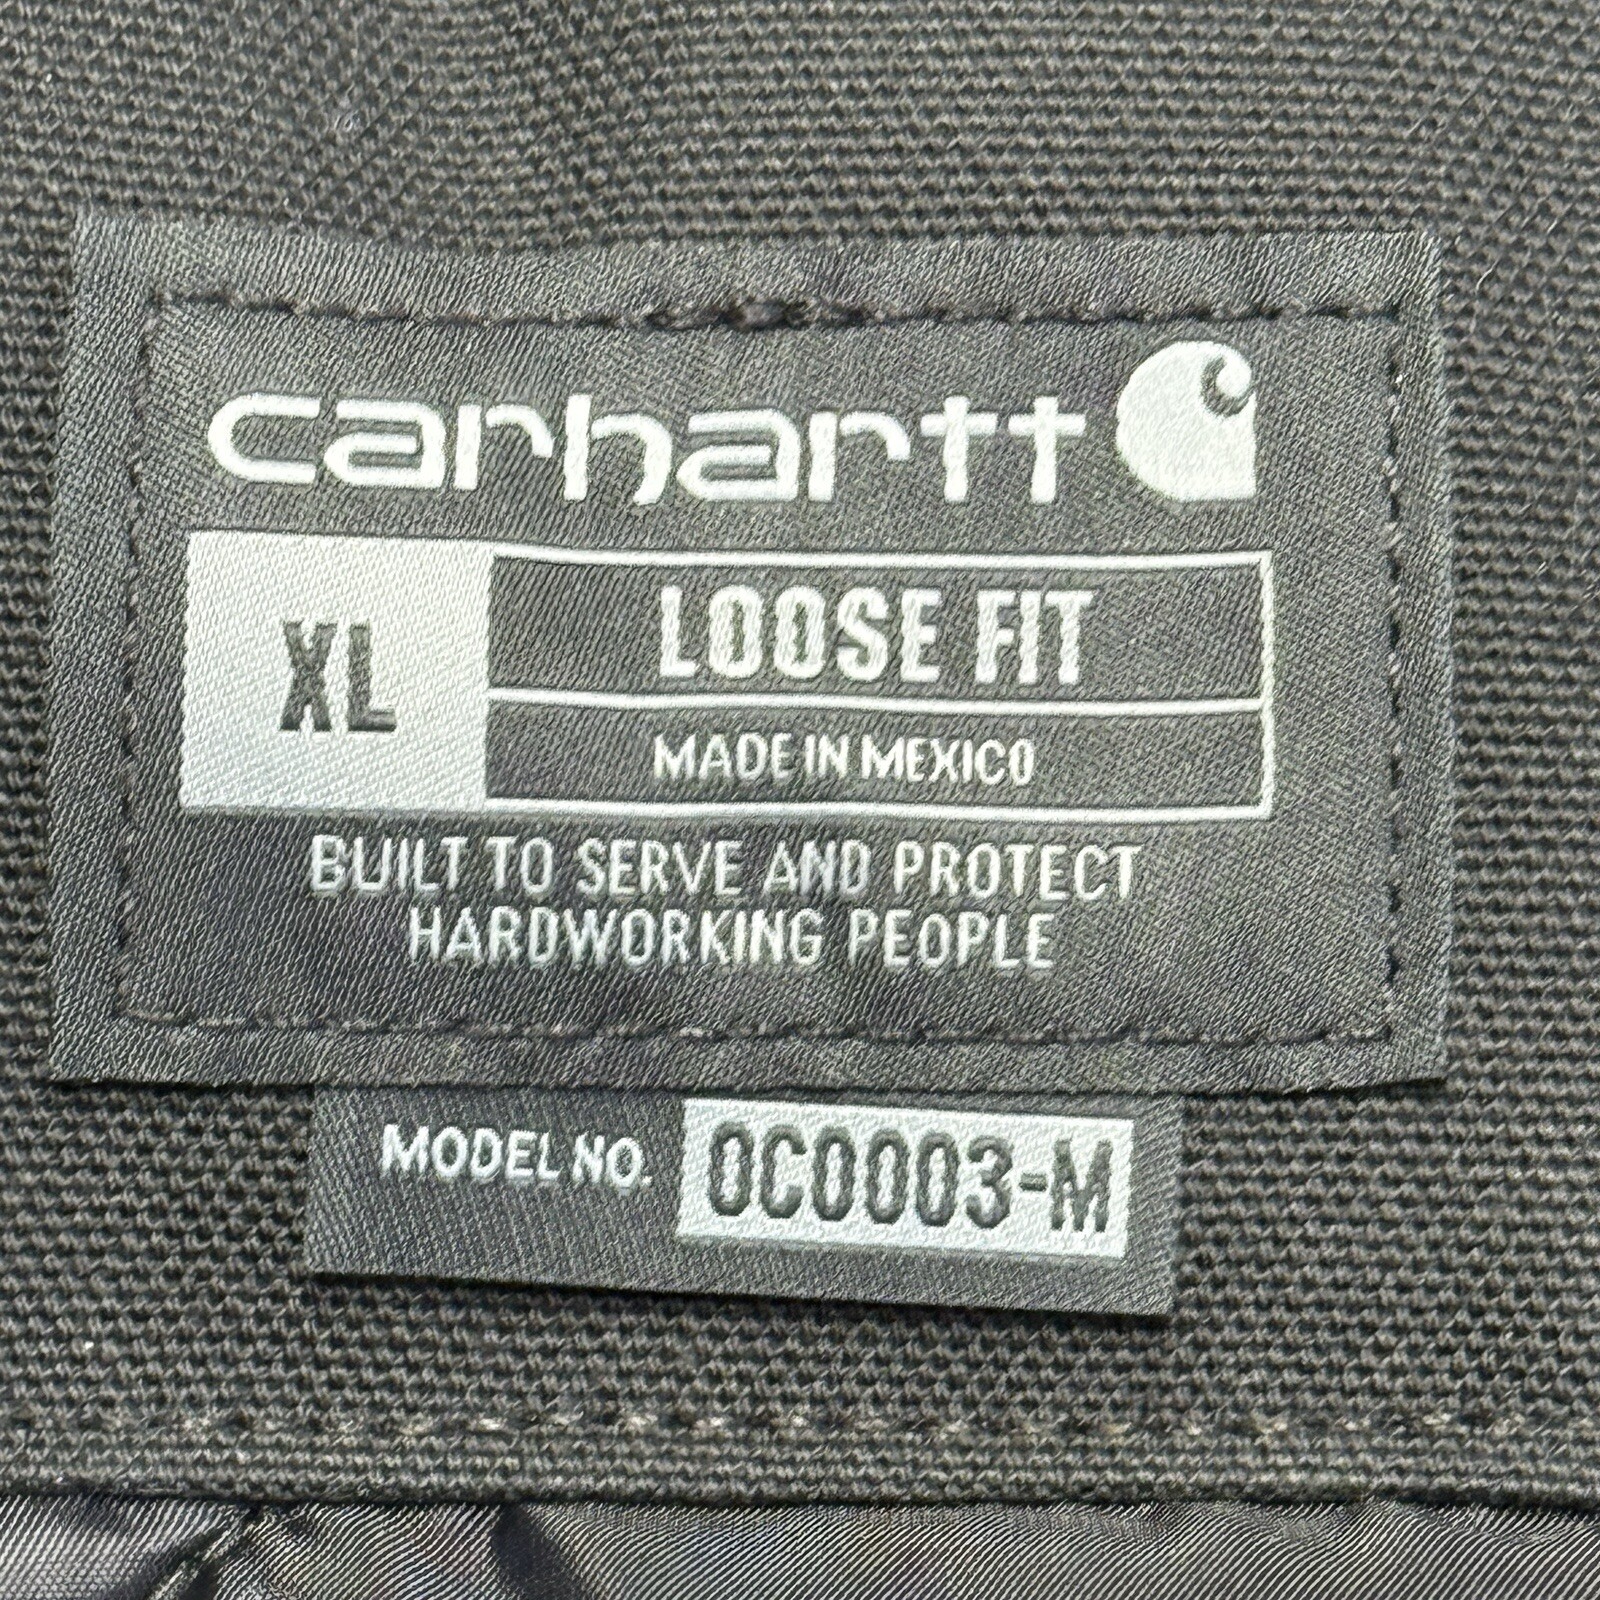 carhartt
XL
LOOSE FIT
MADE IN MEXICO
BUILT TO SERVE AND PROTECT
HARDWORKING PEOPLE
MODEL NO. OC0003-M